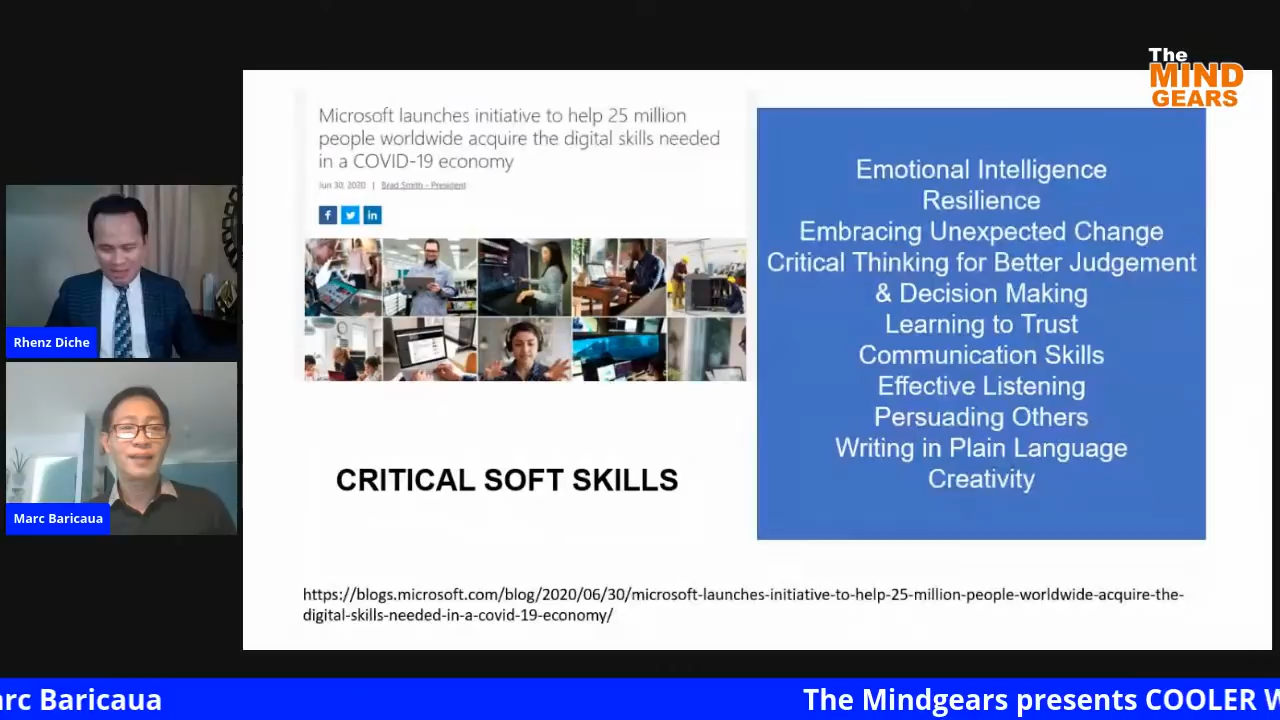 The
MIND
GEARS
Microsoft launches initiative to help 25 million
people worldwide acquire the digital skills needed
in a COVID-19 economy
Jun 30, 2020 | Brad Smith - President
f in
Emotional Intelligence
Resilience
Embracing Unexpected Change
Critical Thinking for Better Judgement
& Decision Making
Learning to Trust
Communication Skills
Effective Listening
Persuading Others
Writing in Plain Language
Creativity
CRITICAL SOFT SKILLS
https://blogs.microsoft.com/blog/2020/06/30/microsoft-launches-initiative-to-help-25-million-people-worldwide-acquire-the-
digital-skills-needed-in-a-covid-19-economy/
Rhenz Diche
Marc Baricaua
arc Baricaua The Mindgears presents COOLER W